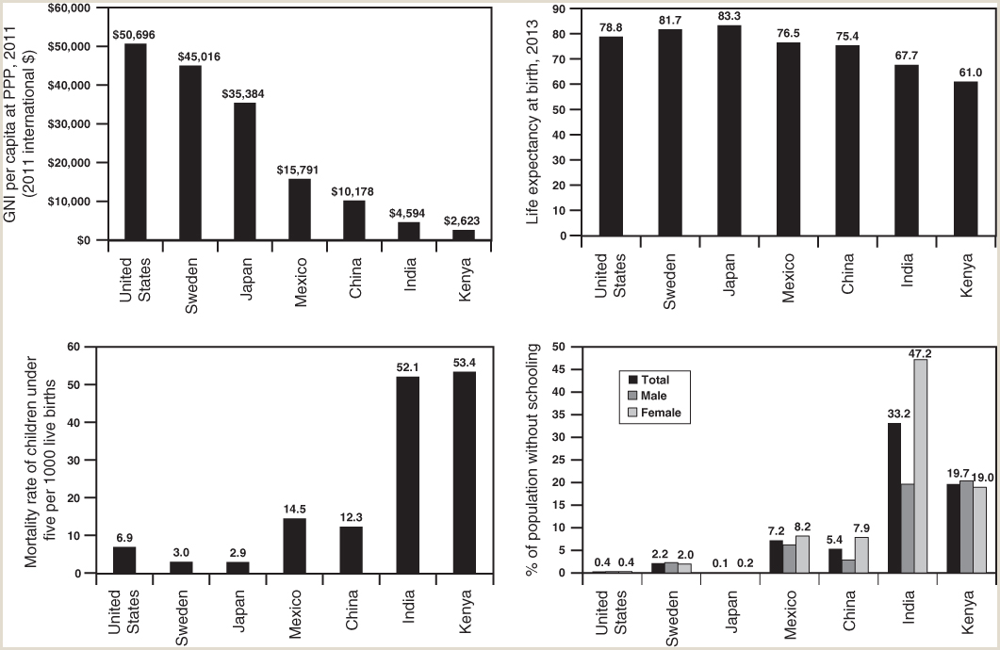 GNI per capita at PPP, 2011
(2011 international $)
$60,000
$50,000
$40,000
$30,000
$20,000
$10,000
$0
$50,696
$45,016
$35,384
$15,791
$10,178
$4,594
$2,623
United
States
Sweden
Japan
Mexico
China
India
Kenya
Life expectancy at birth, 2013
90
80
70
60
50
40
30
20
10
0
78.8
81.7
83.3
76.5
75.4
67.7
61.0
United
States
Sweden
Japan
Mexico
China
India
Kenya
Mortality rate of children under
five per 1000 live births
60
50
40
30
20
10
0
6.9
3.0
2.9
14.5
12.3
52.1
53.4
United
States
Sweden
Japan
Mexico
China
India
Kenya
% of population without schooling
50
45
40
35
30
25
20
15
10
5
0
Total
Male
Female
0.4 0.4
2.2 2.0
0.1 0.2
7.2 8.2
5.4 7.9
33.2 47.2
19.7 19.0
United
States
Sweden
Japan
Mexico
China
India
Kenya